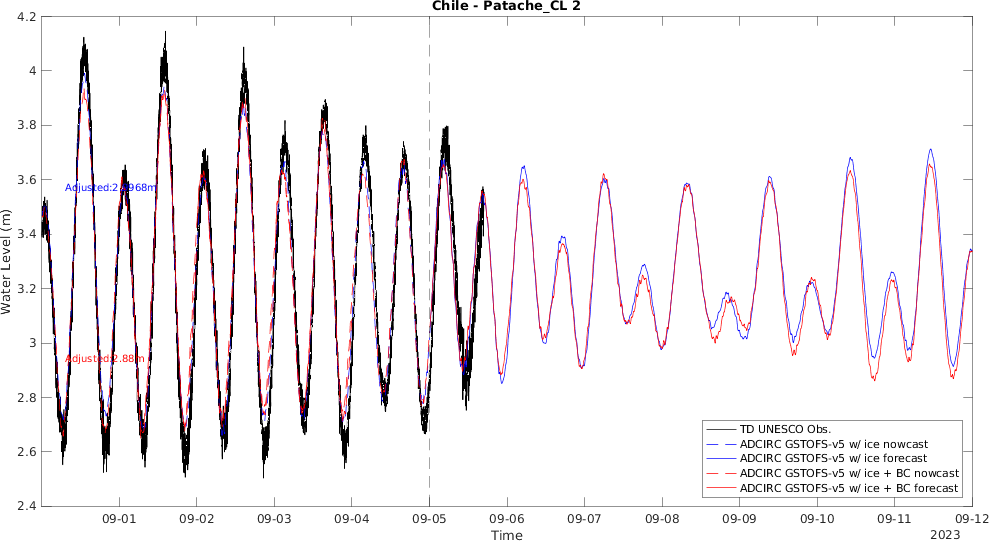 Chile - Patache_CL 2
4.2
4
3.8
3.6
3.4
3.2
3
2.8
2.6
2.4
Water Level (m)
Adjusted:2.968m
Adjusted:2.88m
TD UNESCO Obs.
ADCIRC GSTOFS-v5 w/ ice nowcast
ADCIRC GSTOFS-v5 w/ ice forecast
ADCIRC GSTOFS-v5 w/ ice + BC nowcast
ADCIRC GSTOFS-v5 w/ ice + BC forecast
09-01 09-02 09-03 09-04 09-05 09-06 09-07 09-08 09-09 09-10 09-11 09-12
Time
2023